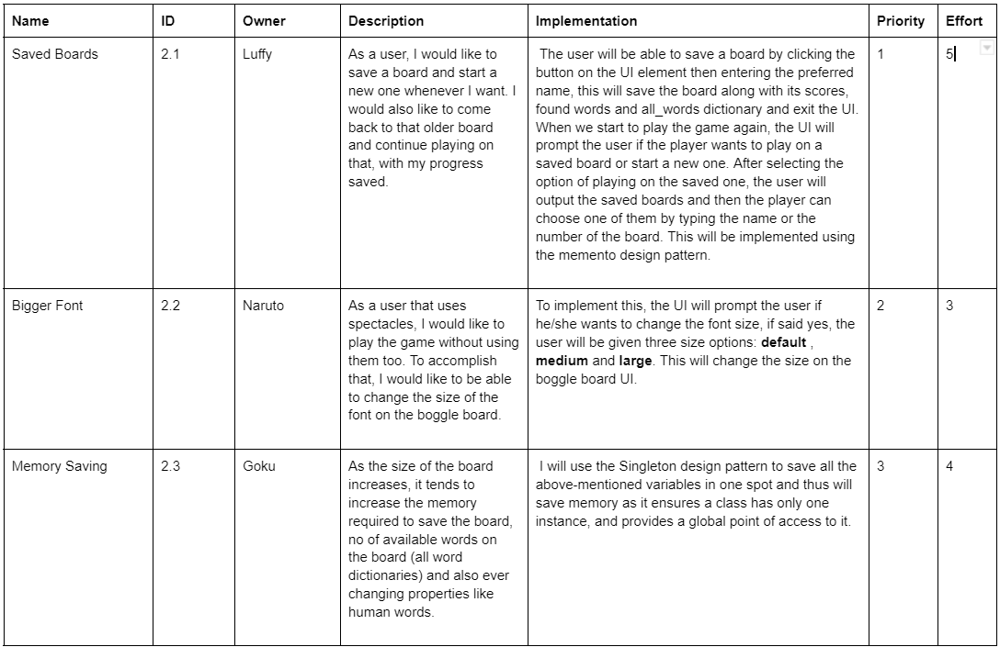 Name ID Owner Description Implementation Priority Effort
Saved Boards 2.1 Luffy
As a user, I would like to
save a board and start a
new one whenever I want. I
would also like to come
back to that older board
and continue playing on
that, with my progress
saved.
The user will be able to save a board by clicking the
button on the UI element then entering the preferred
name, this will save the board along with its scores,
found words and all_words dictionary and exit the UI.
When we start to play the game again, the UI will
prompt the user if the player wants to play on a
saved board or start a new one. After selecting the
option of playing on the saved one, the user will
output the saved boards and then the player can
choose one of them by typing the name or the
number of the board. This will be implemented using
the memento design pattern.
1 5
Bigger Font 2.2 Naruto
As a user that uses
spectacles, I would like to
play the game without using
them too. To accomplish
that, I would like to be able
to change the size of the
font on the boggle board.
To implement this, the UI will prompt the user if
he/she wants to change the font size, if said yes, the
user will be given three size options: default ,
medium and large. This will change the size on the
boggle board UI.
2 3
Memory Saving 2.3 Goku
As the size of the board
increases, it tends to
increase the memory
required to save the board,
no of available words on
the board (all word
dictionaries) and also ever
changing properties like
human words.
I will use the Singleton design pattern to save all the
above-mentioned variables in one spot and thus will
save memory as it ensures a class has only one
instance, and provides a global point of access to it.
3 4